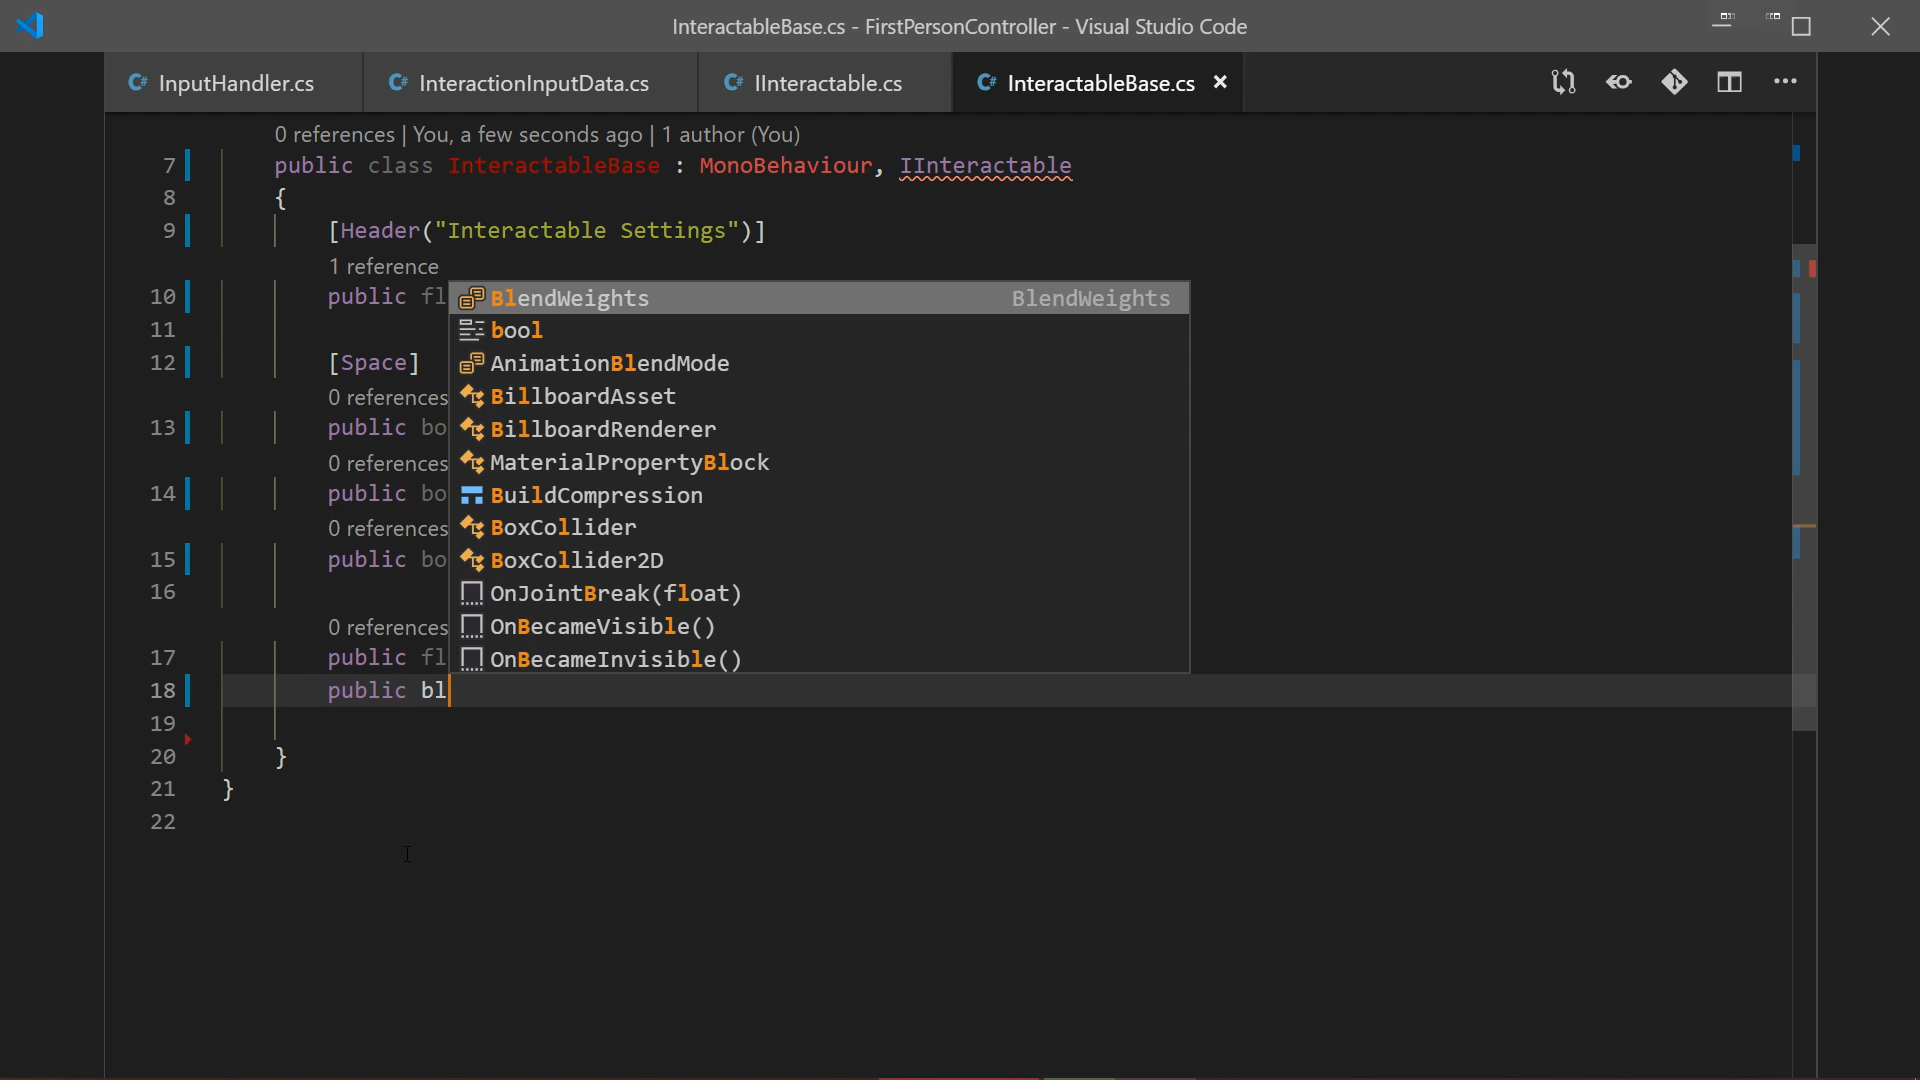 InteractableBase.cs - FirstPersonController - Visual Studio Code
InputHandler.cs InteractionInputData.cs IInteractable.cs InteractableBase.cs
0 references | You, a few seconds ago | 1 author (You)
7 public class InteractableBase : MonoBehaviour, IInteractable
8 {
9 [Header("Interactable Settings")]
1 reference
10 public fl
11
12 [Space]
0 references
13 public bo
0 references
14 public bo
0 references
15 public bo
16
0 references
17 public fl
18 public bl
19
20 }
21 }
22
BlendWeights BlendWeights
bool
AnimationBlendMode
BillboardAsset
BillboardRenderer
MaterialPropertyBlock
BuildCompression
BoxCollider
BoxCollider2D
OnJointBreak(float)
OnBecameVisible()
OnBecameInvisible()